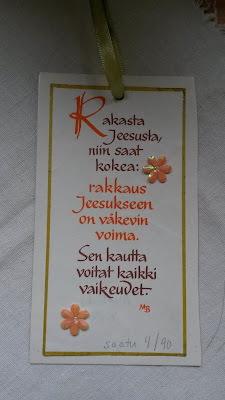 Rakasta
Jeesusta,
niin saat
kokea:
rakkaus
Jeesukseen
on väkevin
voima.
Sen kautta
voitat kaikki
vaikeudet.
MB
saatu 4/90